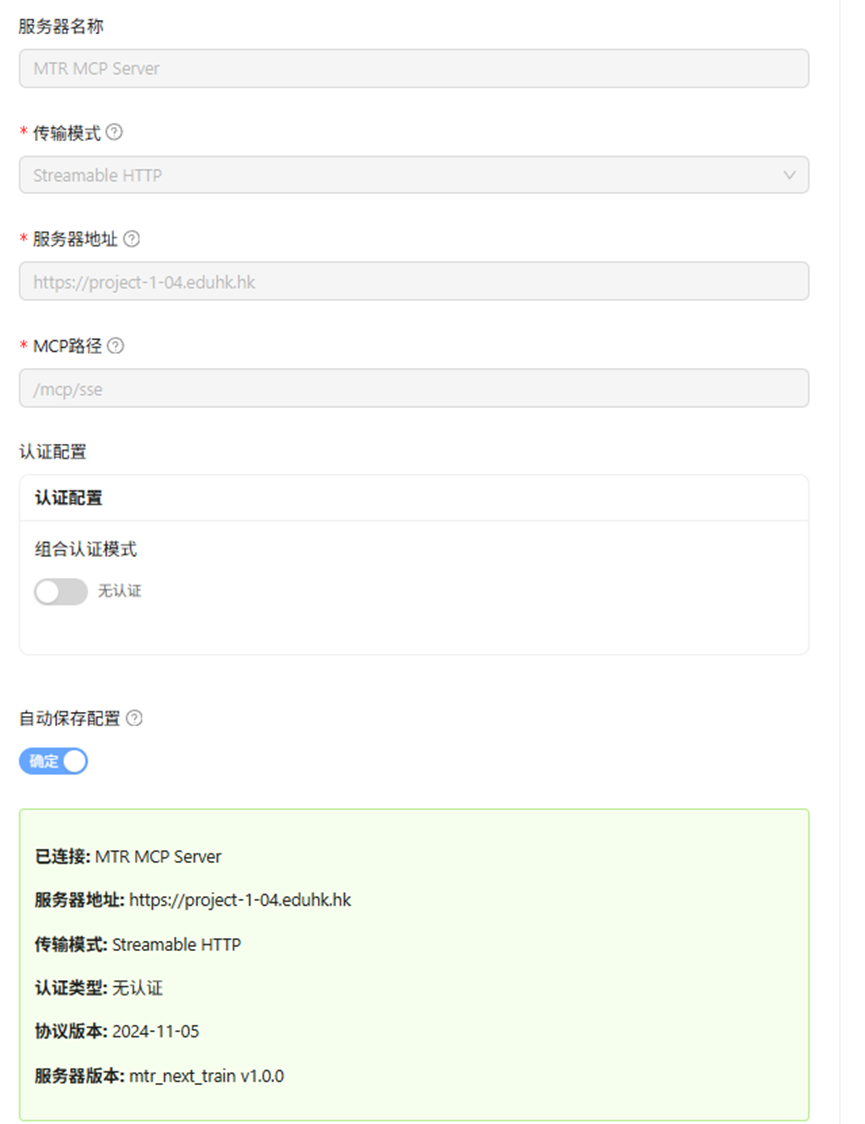 服务器名称
MTR MCP Server
* 传输模式
Streamable HTTP
* 服务器地址
https://project-1-04.eduhk.hk
* MCP路径
/mcp/sse
认证配置
认证配置
组合认证模式
无认证
自动保存配置
确定
已连接: MTR MCP Server
服务器地址: https://project-1-04.eduhk.hk
传输模式: Streamable HTTP
认证类型: 无认证
协议版本: 2024-11-05
服务器版本: mtr_next_train v1.0.0